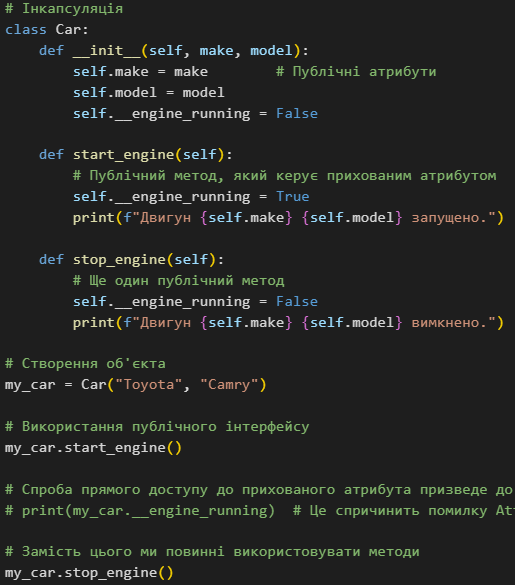 # Інкапсуляція
class Car:
    def __init__(self, make, model):
        self.make = make        # Публічні атрибути
        self.model = model
        self.__engine_running = False

    def start_engine(self):
        # Публічний метод, який керує прихованим атрибутом
        self.__engine_running = True
        print(f"Двигун {self.make} {self.model} запущено.")

    def stop_engine(self):
        # Ще один публічний метод
        self.__engine_running = False
        print(f"Двигун {self.make} {self.model} вимкнено.")

# Створення об'єкта
my_car = Car("Toyota", "Camry")

# Використання публічного інтерфейсу
my_car.start_engine()

# Спроба прямого доступу до прихованого атрибута призведе до
# print(my_car.__engine_running)  # Це спричинить помилку

# Замість цього ми повинні використовувати методи
my_car.stop_engine()